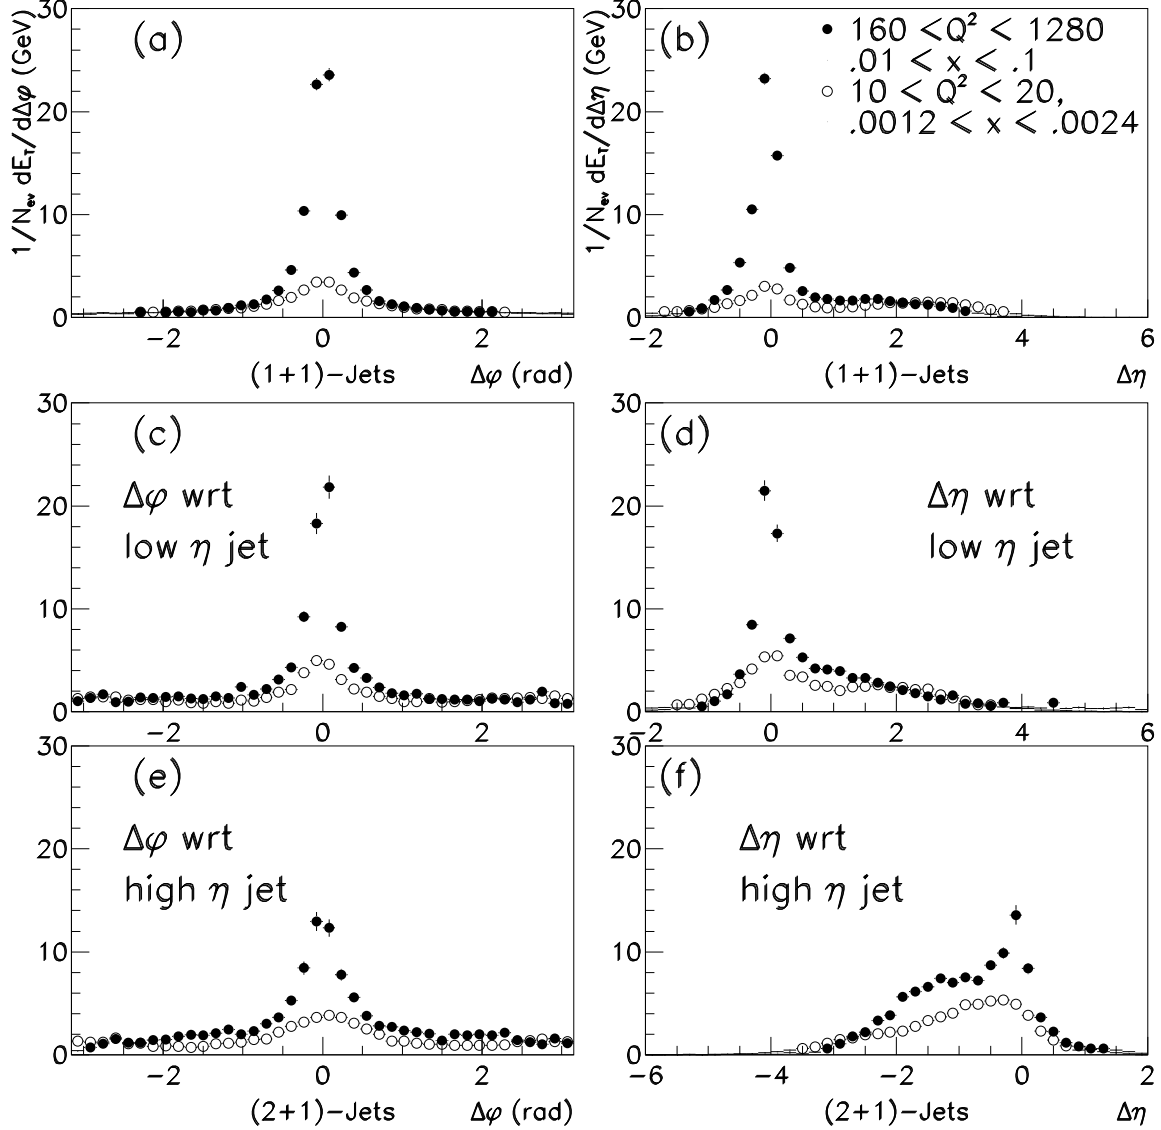 1/N_ev dE_T/dΔφ (GeV)
30
20
10
0
(a)
−2 0 2
(1+1)−Jets Δφ (rad)
1/N_ev dE_T/dΔη (GeV)
30
20
10
0
(b)
160 <Q² < 1280
.01 < x < .1
10 < Q² < 20,
.0012 < x < .0024
−2 0 2 4 6
(1+1)−Jets Δη
30
20
10
0
(c)
Δφ wrt
low η jet
−2 0 2
30
20
10
0
(d)
Δη wrt
low η jet
−2 0 2 4 6
30
20
10
0
(e)
Δφ wrt
high η jet
−2 0 2
(2+1)−Jets Δφ (rad)
30
20
10
0
(f)
Δη wrt
high η jet
−6 −4 −2 0 2
(2+1)−Jets Δη